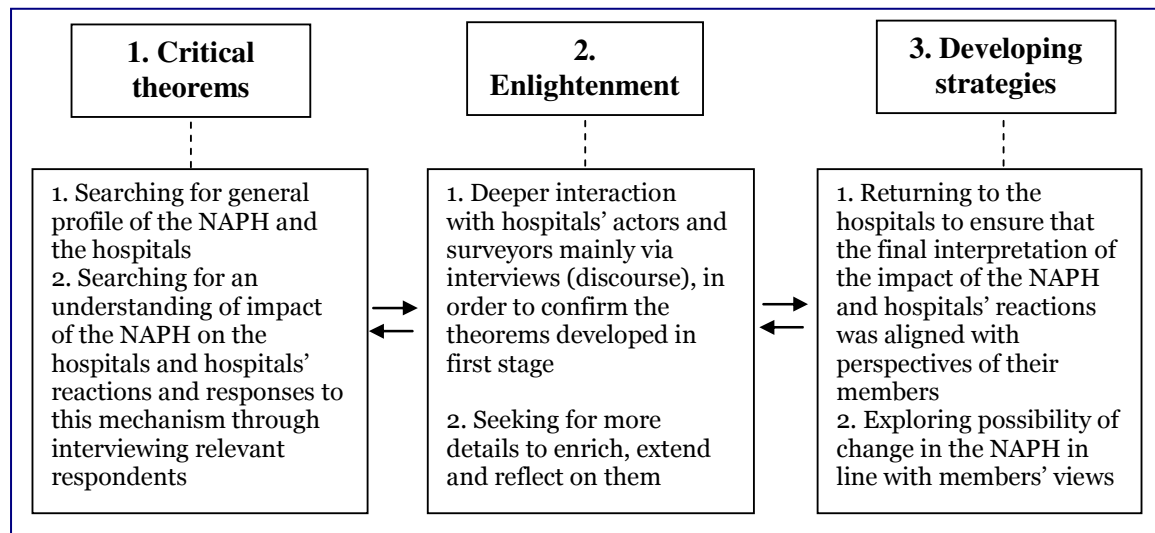 1. Critical
theorems
2.
Enlightenment
3. Developing
strategies
1. Searching for general
profile of the NAPH and
the hospitals
2. Searching for an
understanding of impact
of the NAPH on the
hospitals and hospitals'
reactions and responses to
this mechanism through
interviewing relevant
respondents
1. Deeper interaction
with hospitals' actors and
surveyors mainly via
interviews (discourse), in
order to confirm the
theorems developed in
first stage
2. Seeking for more
details to enrich, extend
and reflect on them
1. Returning to the
hospitals to ensure that
the final interpretation of
the impact of the NAPH
and hospitals' reactions
was aligned with
perspectives of their
members
2. Exploring possibility of
change in the NAPH in
line with members' views